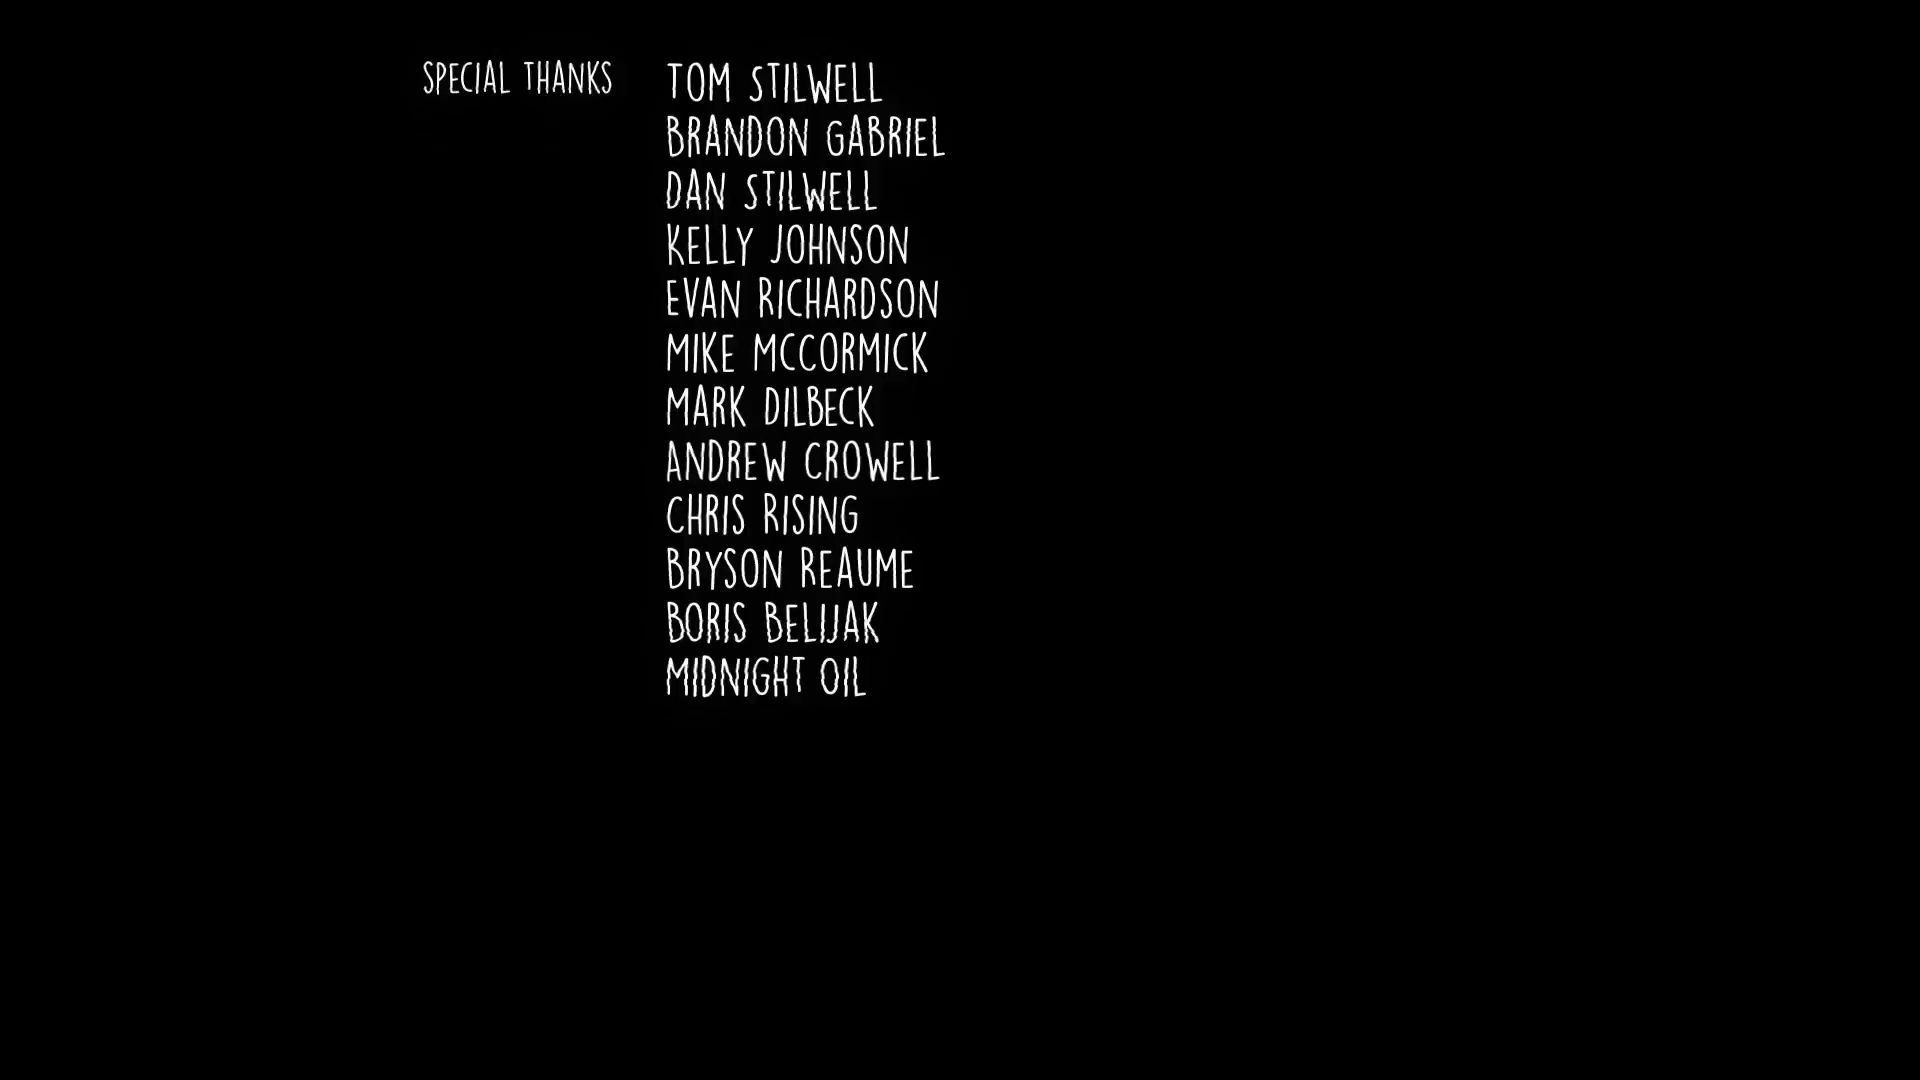 SPECIAL THANKS
TOM STILWELL
BRANDON GABRIEL
DAN STILWELL
KELLY JOHNSON
EVAN RICHARDSON
MIKE MCCORMICK
MARK DILBECK
ANDREW CROWELL
CHRIS RISING
BRYSON REAUME
BORIS BELIJAK
MIDNIGHT OIL